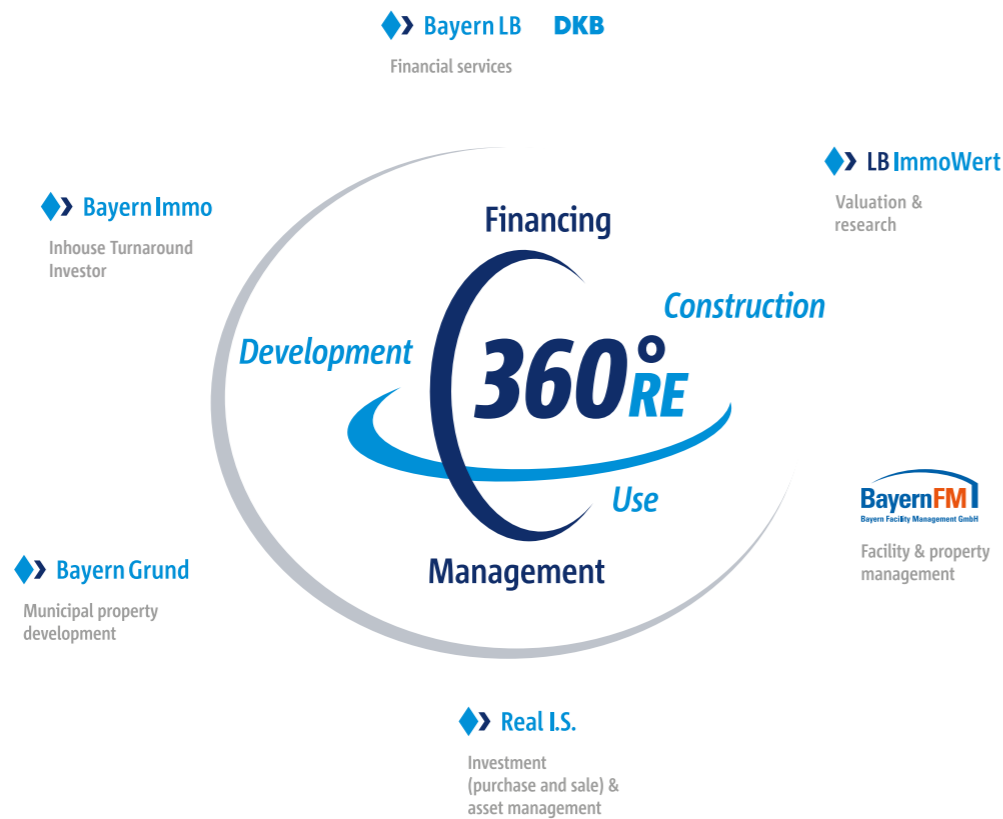 Bayern LB DKB
Financial services
LB ImmoWert
Valuation &
research
Bayern Immo
Inhouse Turnaround
Investor
Financing
Construction
Development
360°RE
Use
Management
BayernFM
Bayern Facility Management GmbH
Facility & property
management
Bayern Grund
Municipal property
development
Real I.S.
Investment
(purchase and sale) &
asset management